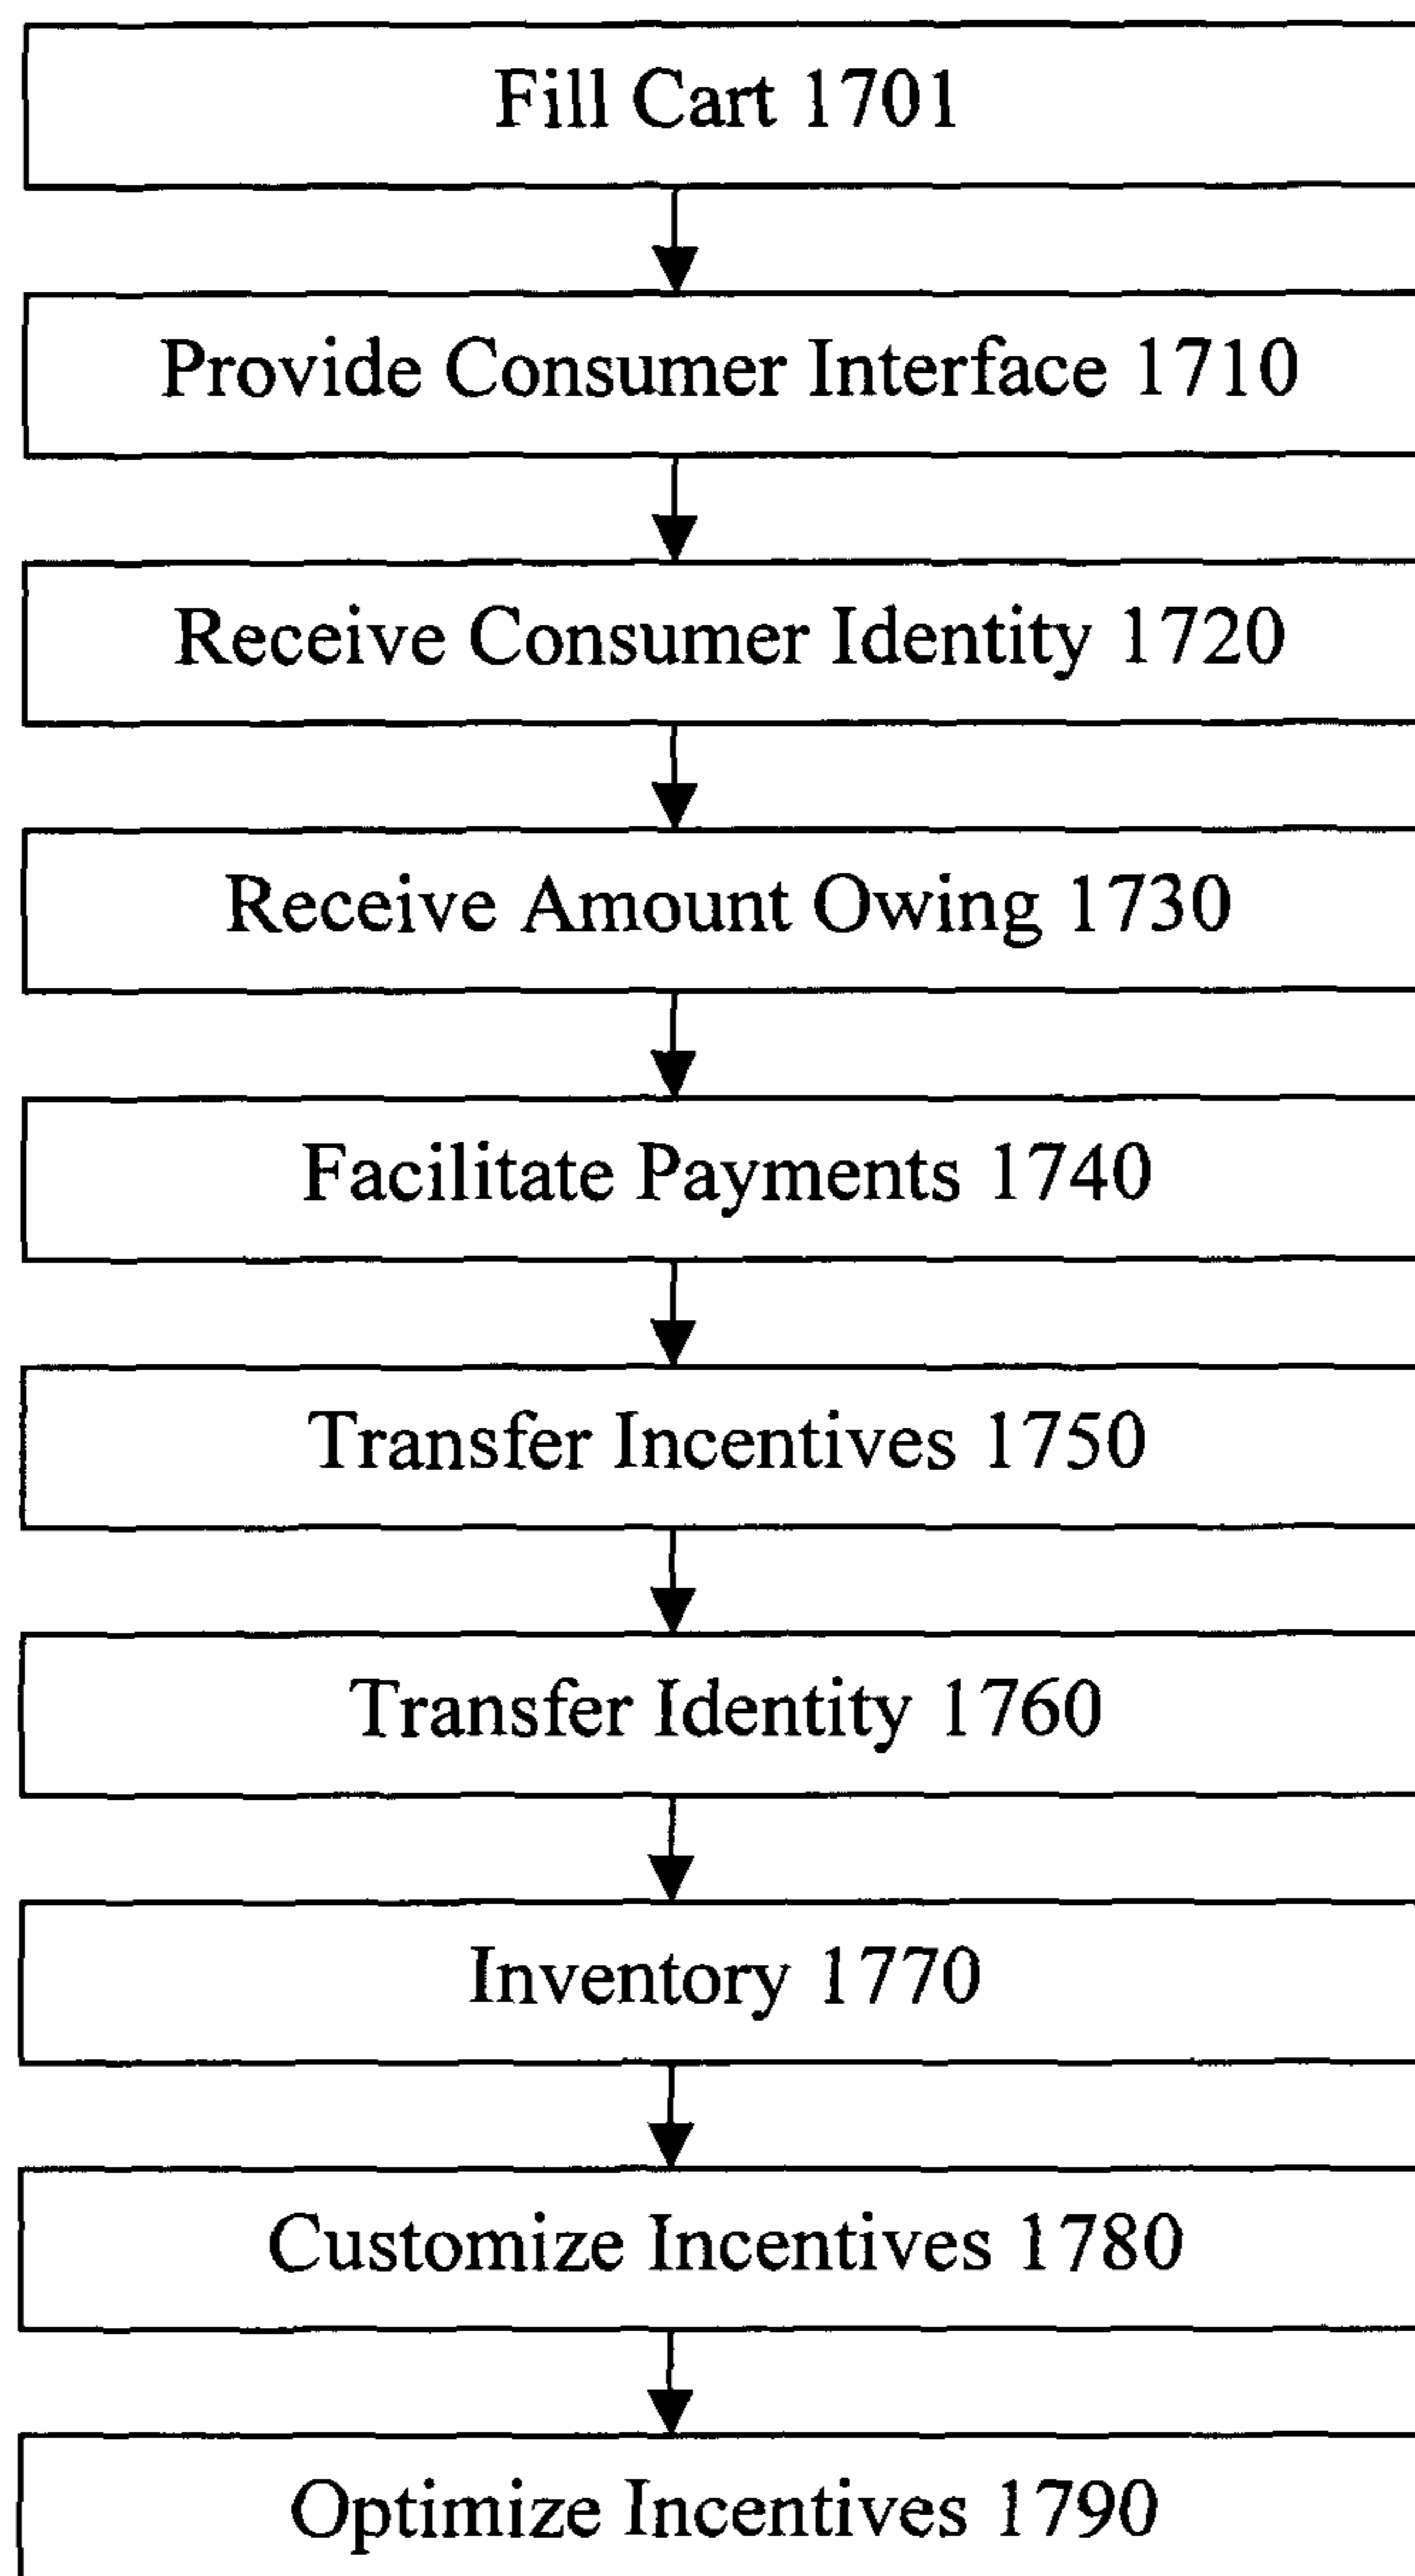 Fill Cart 1701
Provide Consumer Interface 1710
Receive Consumer Identity 1720
Receive Amount Owing 1730
Facilitate Payments 1740
Transfer Incentives 1750
Transfer Identity 1760
Inventory 1770
Customize Incentives 1780
Optimize Incentives 1790